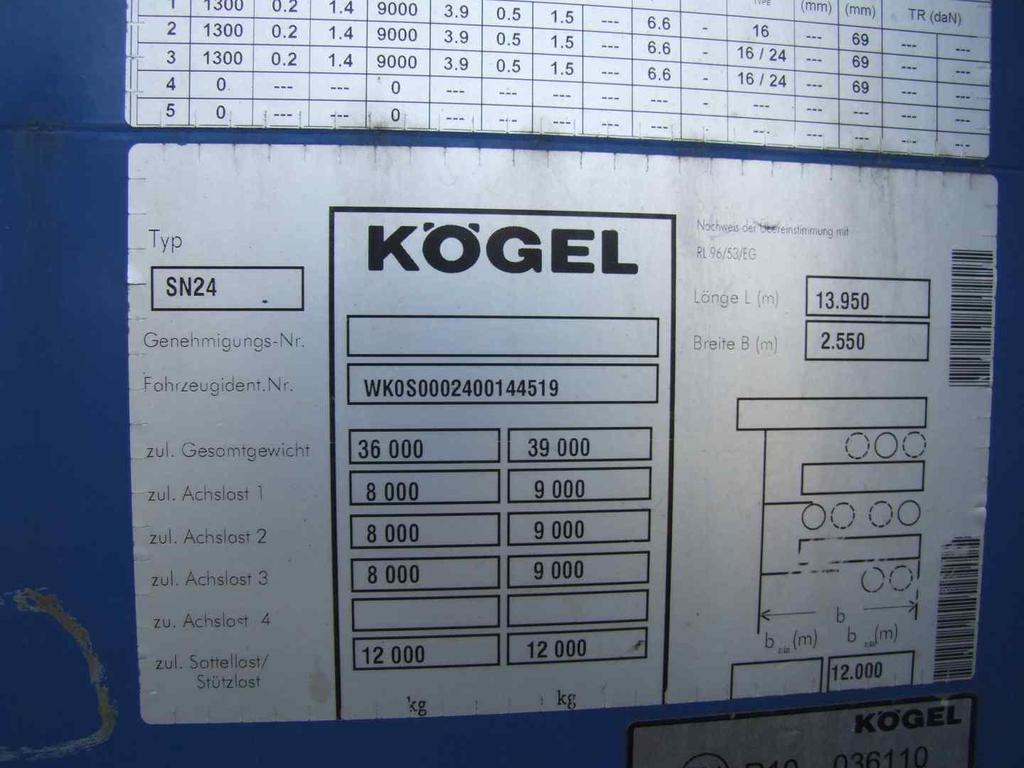 1 1300 0.2 1.4 9000 3.9 0.5 1.5 --- 6.6 - 16 --- 69 --- ---
TYPE (mm) (mm) TR (daN)
2 1300 0.2 1.4 9000 3.9 0.5 1.5 --- 6.6 - 16 / 24 --- 69 --- ---
3 1300 0.2 1.4 9000 3.9 0.5 1.5 --- 6.6 - 16 / 24 --- 69 --- ---
4 0 --- --- 0 --- --- --- --- --- - --- --- --- --- ---
5 0 --- --- 0 --- --- --- --- --- - --- --- --- --- ---
KÖGEL
Nachweis der Übereinstimmung mit
RL 96/53/EG
Typ
SN24
Länge L (m) 13.950
Genehmigungs-Nr.
Breite B (m) 2.550
Fahrzeugident.Nr. WK0S0002400144519
zul. Gesamtgewicht 36 000 39 000
zul. Achslast 1 8 000 9 000
zul. Achslast 2 8 000 9 000
zul. Achslast 3 8 000 9 000
zu. Achslast 4
zul. Sattellast/ 12 000 12 000
Stützlast
kg kg
b
b (m) b (m)
12.000
KÖGEL
036110